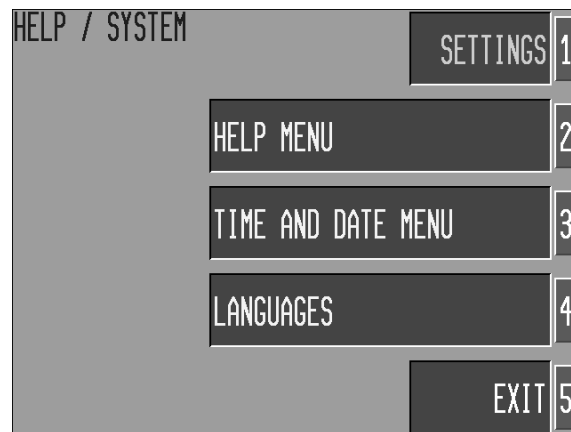 HELP / SYSTEM
SETTINGS 1
HELP MENU 2
TIME AND DATE MENU 3
LANGUAGES 4
EXIT 5